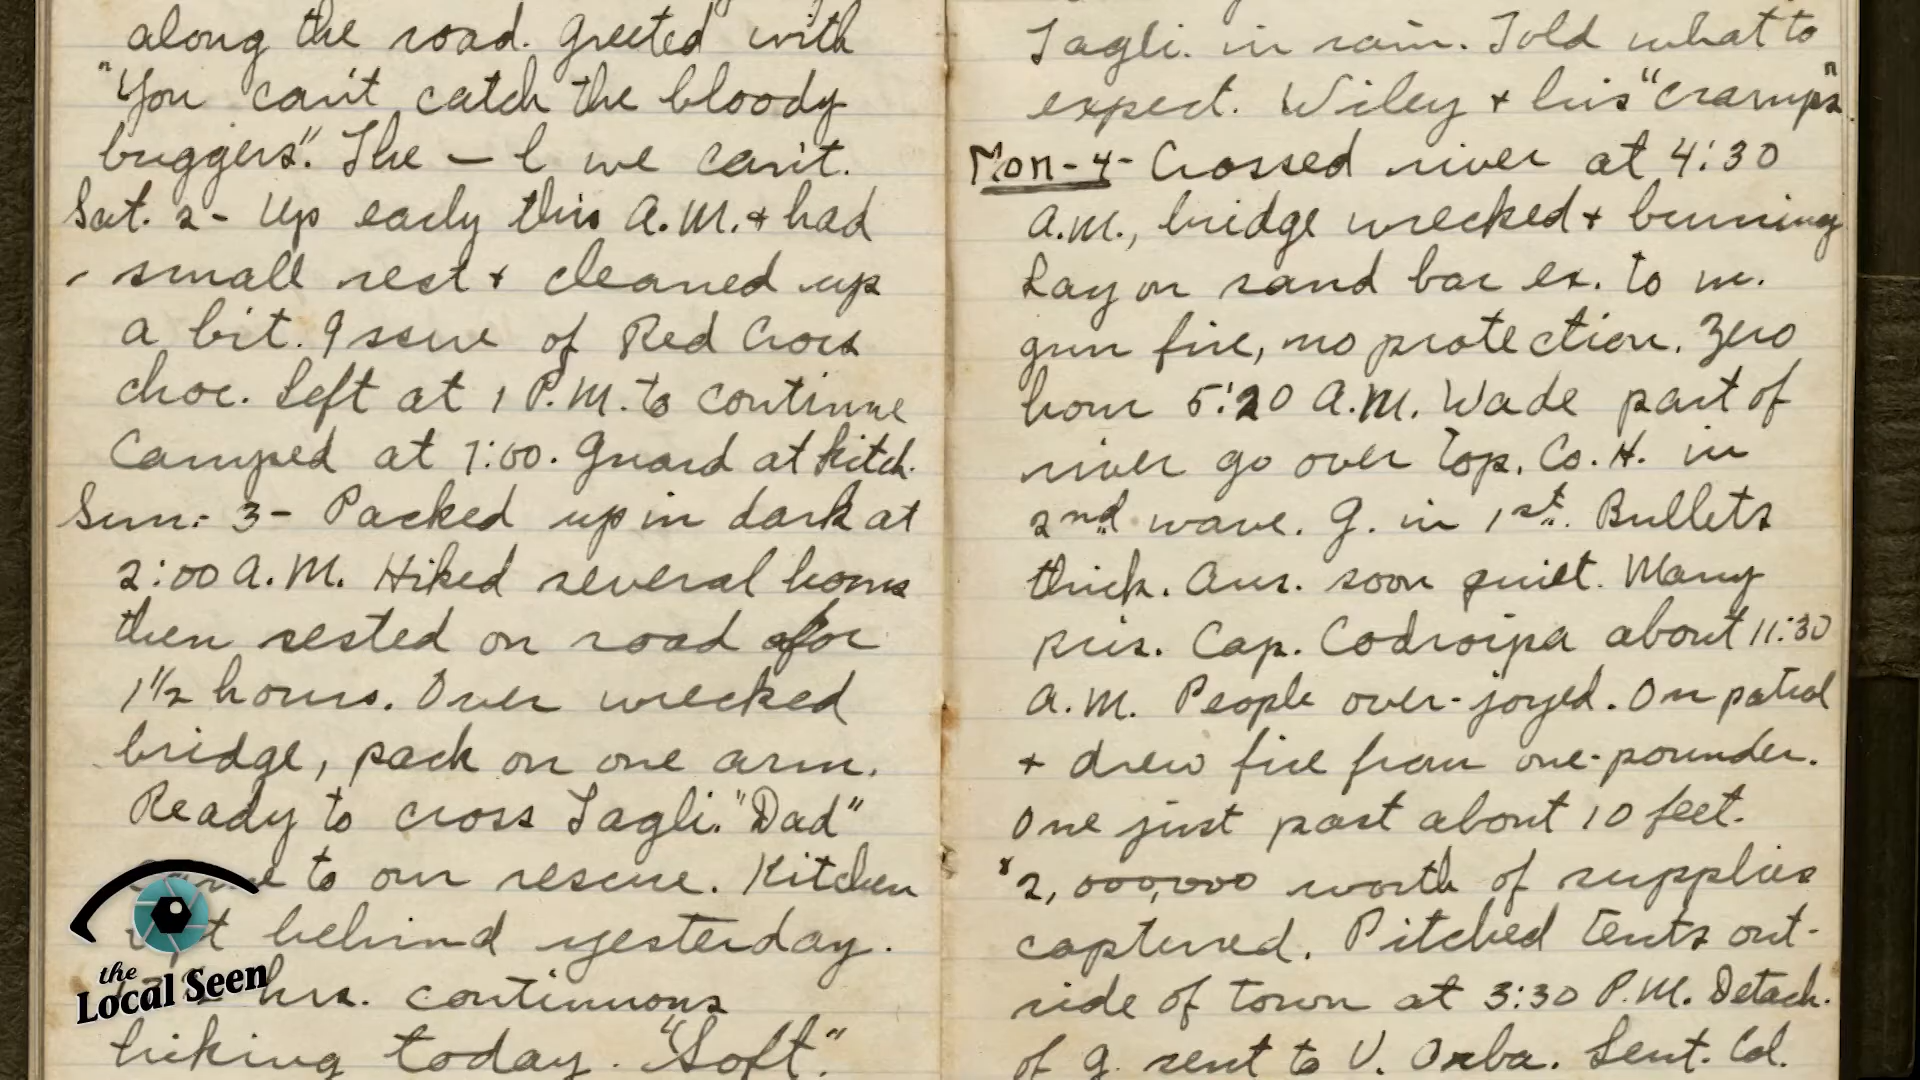 along the road. Greeted with
"You can't catch the bloody
buggers". The — l we can't.
Sat. 2 - Up early this A.M. + had
small rest + cleaned up
a bit. Issue of Red Cross
choc. Left at 1 P.M. to continue
Camped at 7:00. Guard at kitch.
Sun: 3 - Packed up in dark at
2:00 A.M. Hiked several hours
then rested on road for
1 1/2 hours. Over wrecked
bridge, pack on one arm.
Ready to cross Tagli. "Dad"
came to our rescue. Kitchen
behind yesterday.
hrs. continuous
hiking today. "Soft".
Tagli. in rain. Told what to
expect. Wiley + his "cramps"
Mon - 4 - Crossed river at 4:30
A.M., bridge wrecked + burning
Lay on sand bar ex. to m.
gun fire, no protection. Zero
hour 5:20 A.M. Wade part of
river go over top. Co. H. in
2nd wave. G. in 1st. Bullets
thick. Aus. soon quiet. Many
pris. Cap. Codroipa about 11:30
A.M. People over-joyed. On patrol
+ drew fire from one-pounder.
One just past about 10 feet.
2,000,000 worth of supplies
captured. Pitched tents out-
side of town at 3:30 P.M. Detach.
of G. sent to V. Orba. Lent. Col.
the
Local Seen